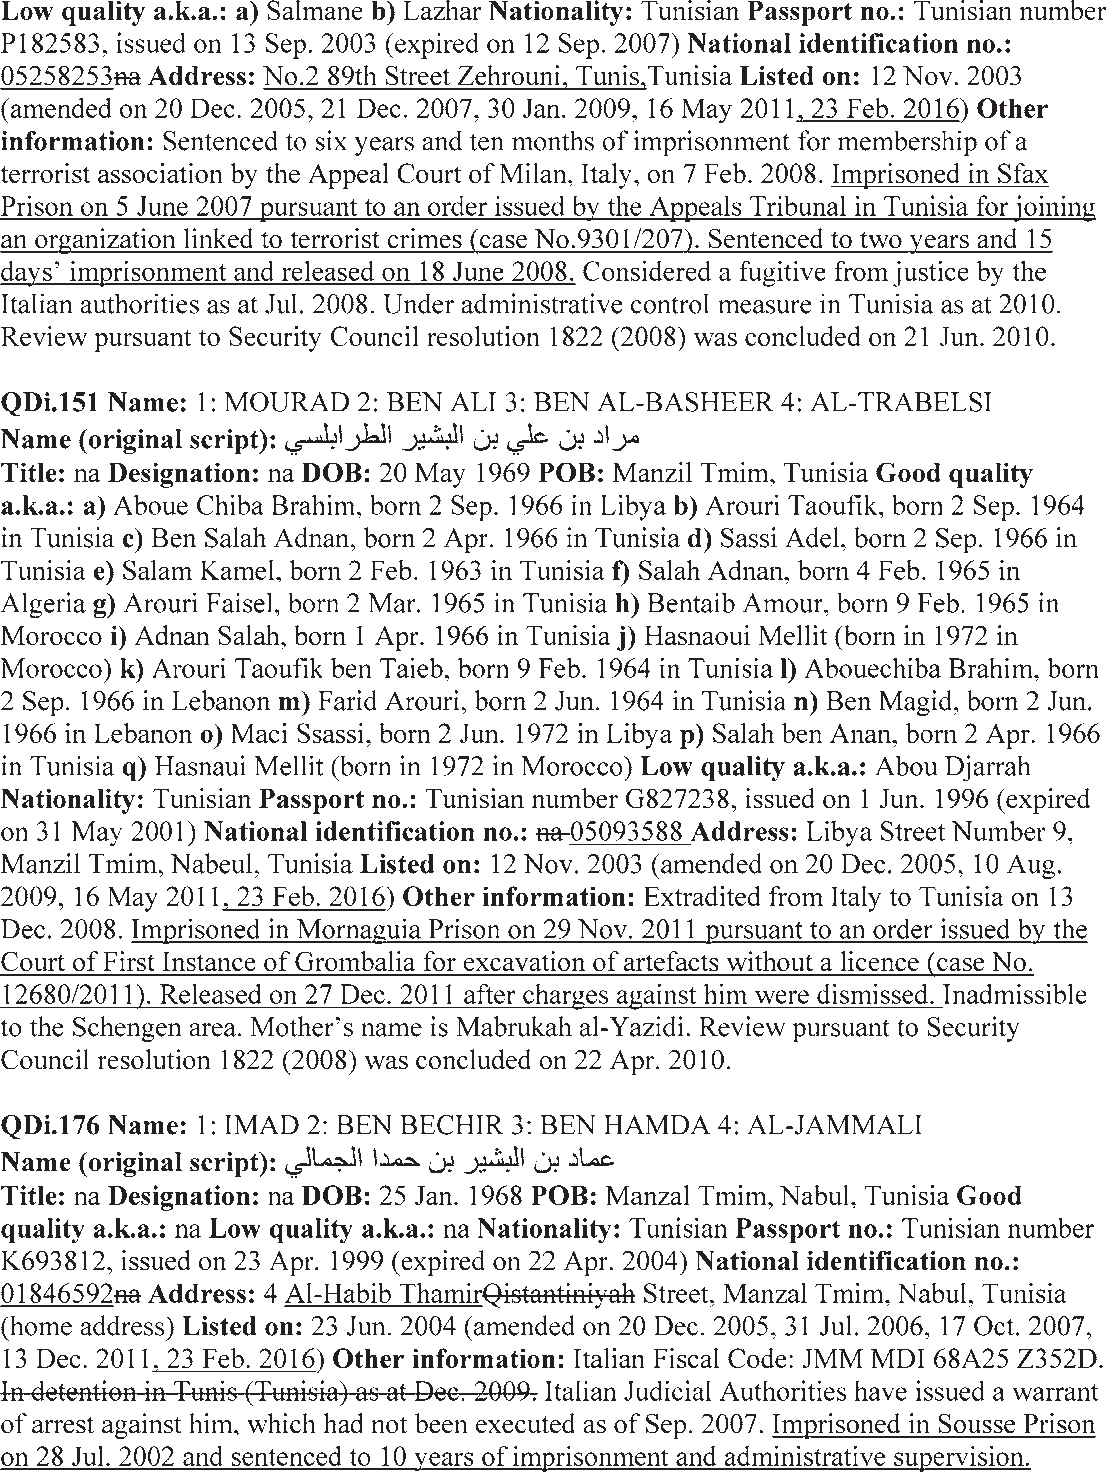 Low quality a.k.a.: a) Salmane b) Lazhar Nationality: Tunisian Passport no.: Tunisian number
P182583, issued on 13 Sep. 2003 (expired on 12 Sep. 2007) National identification no.:
05258253na Address: No.2 89th Street Zehrouni, Tunis,Tunisia Listed on: 12 Nov. 2003
(amended on 20 Dec. 2005, 21 Dec. 2007, 30 Jan. 2009, 16 May 2011, 23 Feb. 2016) Other
information: Sentenced to six years and ten months of imprisonment for membership of a
terrorist association by the Appeal Court of Milan, Italy, on 7 Feb. 2008. Imprisoned in Sfax
Prison on 5 June 2007 pursuant to an order issued by the Appeals Tribunal in Tunisia for joining
an organization linked to terrorist crimes (case No.9301/207). Sentenced to two years and 15
days’ imprisonment and released on 18 June 2008. Considered a fugitive from justice by the
Italian authorities as at Jul. 2008. Under administrative control measure in Tunisia as at 2010.
Review pursuant to Security Council resolution 1822 (2008) was concluded on 21 Jun. 2010.
QDi.151 Name: 1: MOURAD 2: BEN ALI 3: BEN AL-BASHEER 4: AL-TRABELSI
Name (original script): مراد بن علي بن البشير الطرابلسي
Title: na Designation: na DOB: 20 May 1969 POB: Manzil Tmim, Tunisia Good quality
a.k.a.: a) Aboue Chiba Brahim, born 2 Sep. 1966 in Libya b) Arouri Taoufik, born 2 Sep. 1964
in Tunisia c) Ben Salah Adnan, born 2 Apr. 1966 in Tunisia d) Sassi Adel, born 2 Sep. 1966 in
Tunisia e) Salam Kamel, born 2 Feb. 1963 in Tunisia f) Salah Adnan, born 4 Feb. 1965 in
Algeria g) Arouri Faisel, born 2 Mar. 1965 in Tunisia h) Bentaib Amour, born 9 Feb. 1965 in
Morocco i) Adnan Salah, born 1 Apr. 1966 in Tunisia j) Hasnaoui Mellit (born in 1972 in
Morocco) k) Arouri Taoufik ben Taieb, born 9 Feb. 1964 in Tunisia l) Abouechiba Brahim, born
2 Sep. 1966 in Lebanon m) Farid Arouri, born 2 Jun. 1964 in Tunisia n) Ben Magid, born 2 Jun.
1966 in Lebanon o) Maci Ssassi, born 2 Jun. 1972 in Libya p) Salah ben Anan, born 2 Apr. 1966
in Tunisia q) Hasnaui Mellit (born in 1972 in Morocco) Low quality a.k.a.: Abou Djarrah
Nationality: Tunisian Passport no.: Tunisian number G827238, issued on 1 Jun. 1996 (expired
on 31 May 2001) National identification no.: na 05093588 Address: Libya Street Number 9,
Manzil Tmim, Nabeul, Tunisia Listed on: 12 Nov. 2003 (amended on 20 Dec. 2005, 10 Aug.
2009, 16 May 2011, 23 Feb. 2016) Other information: Extradited from Italy to Tunisia on 13
Dec. 2008. Imprisoned in Mornaguia Prison on 29 Nov. 2011 pursuant to an order issued by the
Court of First Instance of Grombalia for excavation of artefacts without a licence (case No.
12680/2011). Released on 27 Dec. 2011 after charges against him were dismissed. Inadmissible
to the Schengen area. Mother’s name is Mabrukah al-Yazidi. Review pursuant to Security
Council resolution 1822 (2008) was concluded on 22 Apr. 2010.
QDi.176 Name: 1: IMAD 2: BEN BECHIR 3: BEN HAMDA 4: AL-JAMMALI
Name (original script): عماد بن البشير بن حمدا الجمالي
Title: na Designation: na DOB: 25 Jan. 1968 POB: Manzal Tmim, Nabul, Tunisia Good
quality a.k.a.: na Low quality a.k.a.: na Nationality: Tunisian Passport no.: Tunisian number
K693812, issued on 23 Apr. 1999 (expired on 22 Apr. 2004) National identification no.:
01846592na Address: 4 Al-Habib ThamirQistantiniyah Street, Manzal Tmim, Nabul, Tunisia
(home address) Listed on: 23 Jun. 2004 (amended on 20 Dec. 2005, 31 Jul. 2006, 17 Oct. 2007,
13 Dec. 2011, 23 Feb. 2016) Other information: Italian Fiscal Code: JMM MDI 68A25 Z352D.
In detention in Tunis (Tunisia) as at Dec. 2009. Italian Judicial Authorities have issued a warrant
of arrest against him, which had not been executed as of Sep. 2007. Imprisoned in Sousse Prison
on 28 Jul. 2002 and sentenced to 10 years of imprisonment and administrative supervision.